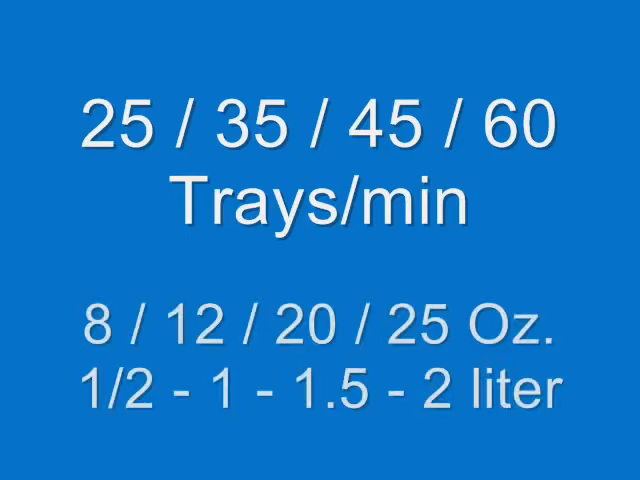 25 / 35 / 45 / 60
Trays/min
8 / 12 / 20 / 25 Oz.
1/2 - 1 - 1.5 - 2 liter